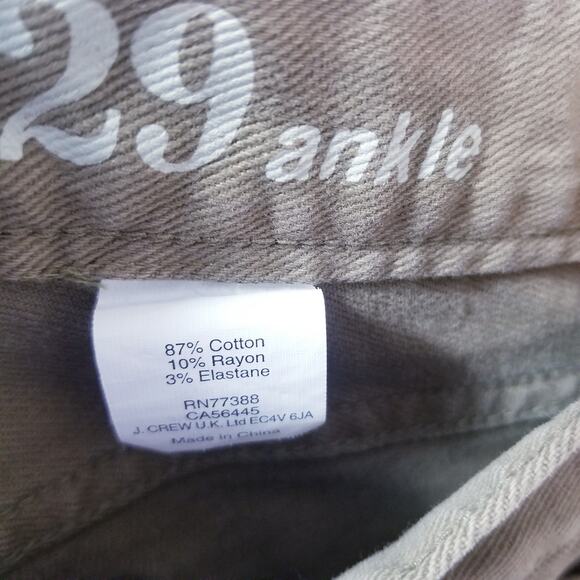 29 ankle
87% Cotton
10% Rayon
3% Elastane
RN77388
CA56445
J. CREW U.K. Ltd EC4V 6JA
Made in China